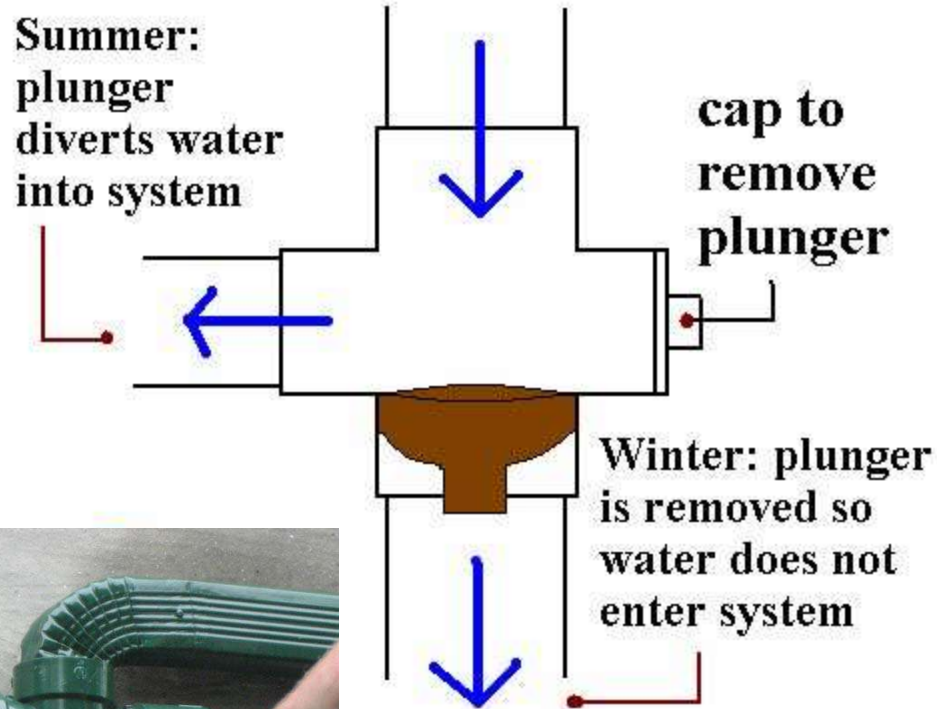 Summer:
plunger
diverts water
into system
cap to
remove
plunger
Winter: plunger
is removed so
water does not
enter system